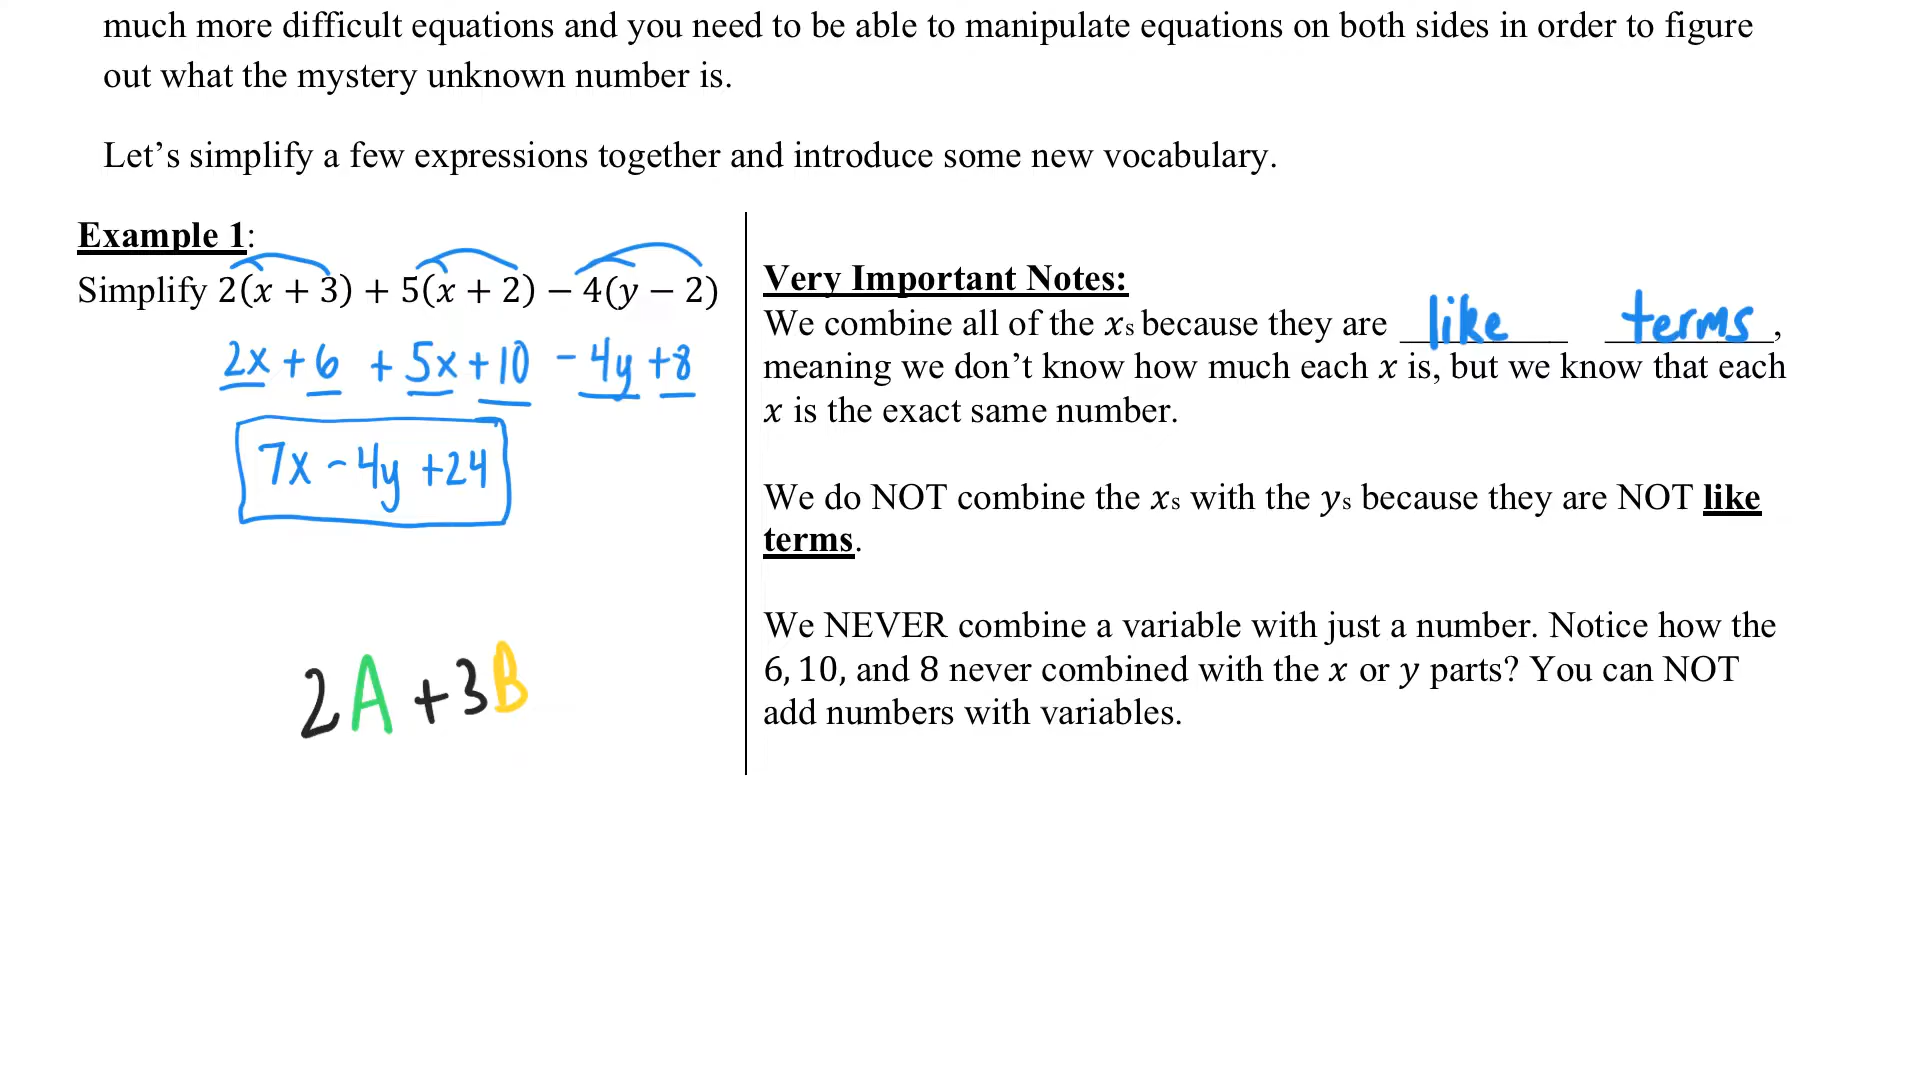 much more difficult equations and you need to be able to manipulate equations on both sides in order to figure
out what the mystery unknown number is.
Let’s simplify a few expressions together and introduce some new vocabulary.
Example 1:
Simplify 2(x + 3) + 5(x + 2) − 4(y − 2)
2x + 6 + 5x + 10 - 4y + 8
7x - 4y + 24
2A + 3B
Very Important Notes:
We combine all of the xs because they are like terms,
meaning we don’t know how much each x is, but we know that each
x is the exact same number.
We do NOT combine the xs with the ys because they are NOT like
terms.
We NEVER combine a variable with just a number. Notice how the
6, 10, and 8 never combined with the x or y parts? You can NOT
add numbers with variables.